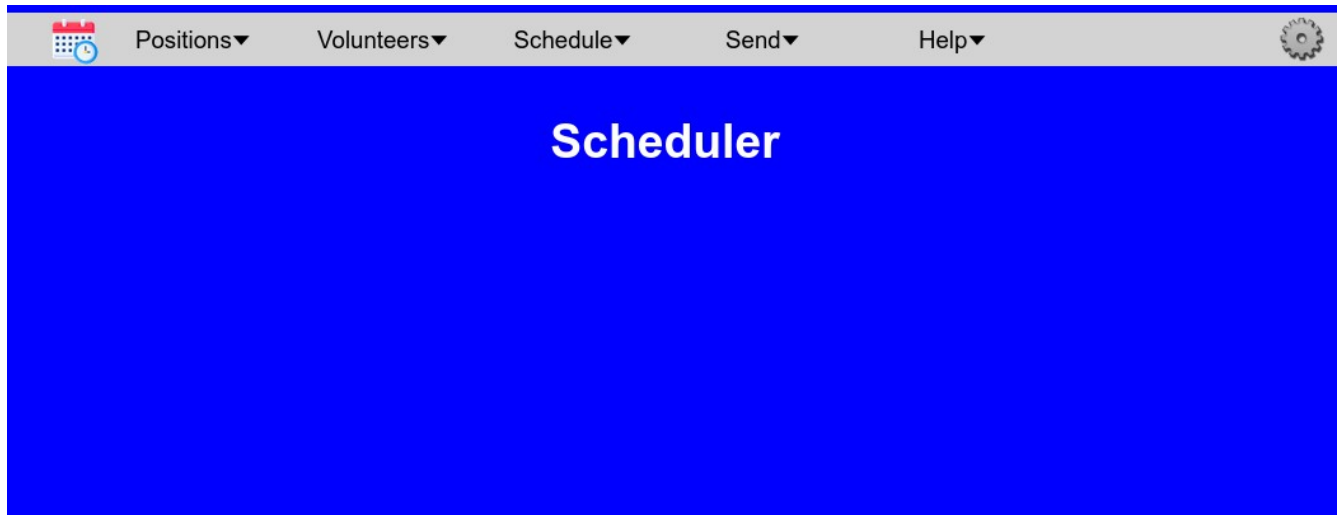 Positions▼ Volunteers▼ Schedule▼ Send▼ Help▼
Scheduler